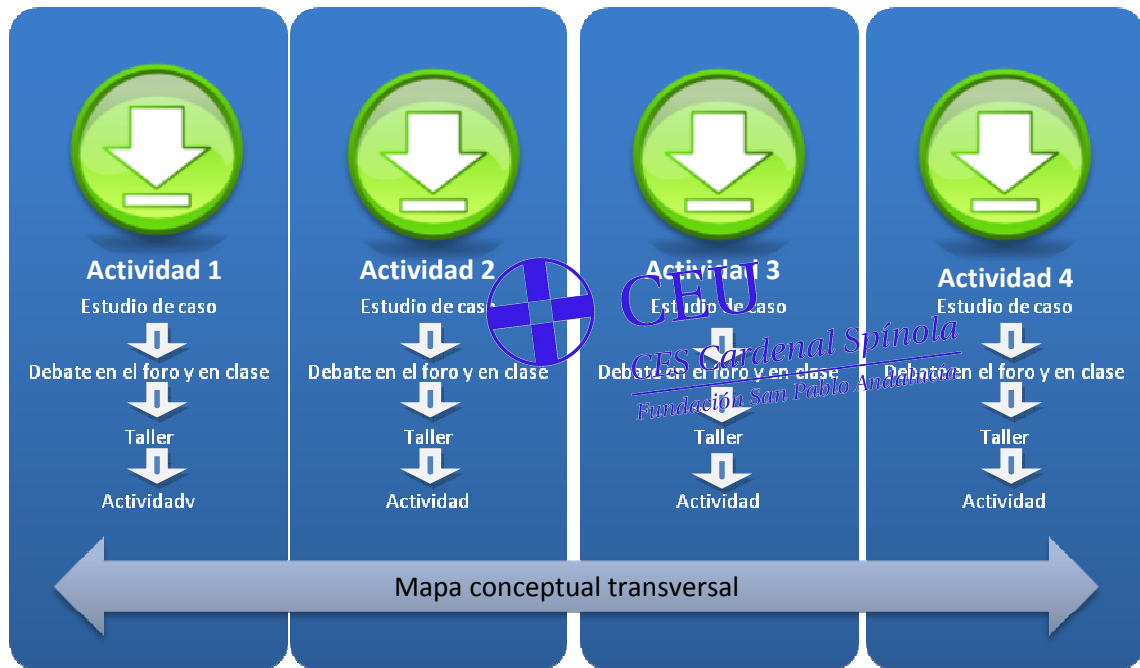 Actividad 1
Estudio de caso
Debate en el foro y en clase
Taller
Actividadv
Actividad 2
Estudio de caso
Debate en el foro y en clase
Taller
Actividad
Actividad 3
Estudio de caso
Debate en el foro y en clase
Taller
Actividad
Actividad 4
Estudio de caso
Debate en el foro y en clase
Taller
Actividad
CEU
CES Cardenal Spínola
Fundación San Pablo Andalucía
Mapa conceptual transversal